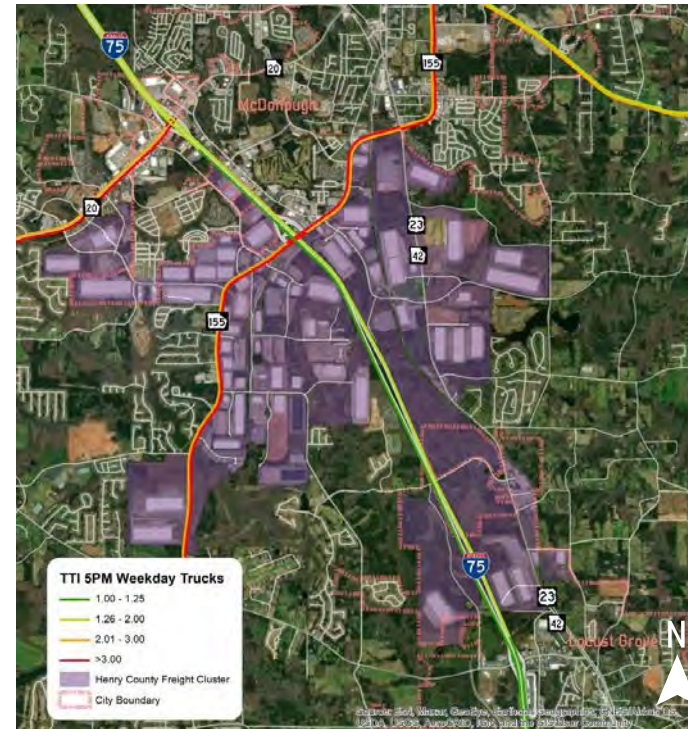 75
20
155
McDonough
20
23
42
155
75
23
42
Locust Grove
N
TTI 5PM Weekday Trucks
1.00 - 1.25
1.26 - 2.00
2.01 - 3.00
>3.00
Henry County Freight Cluster
City Boundary